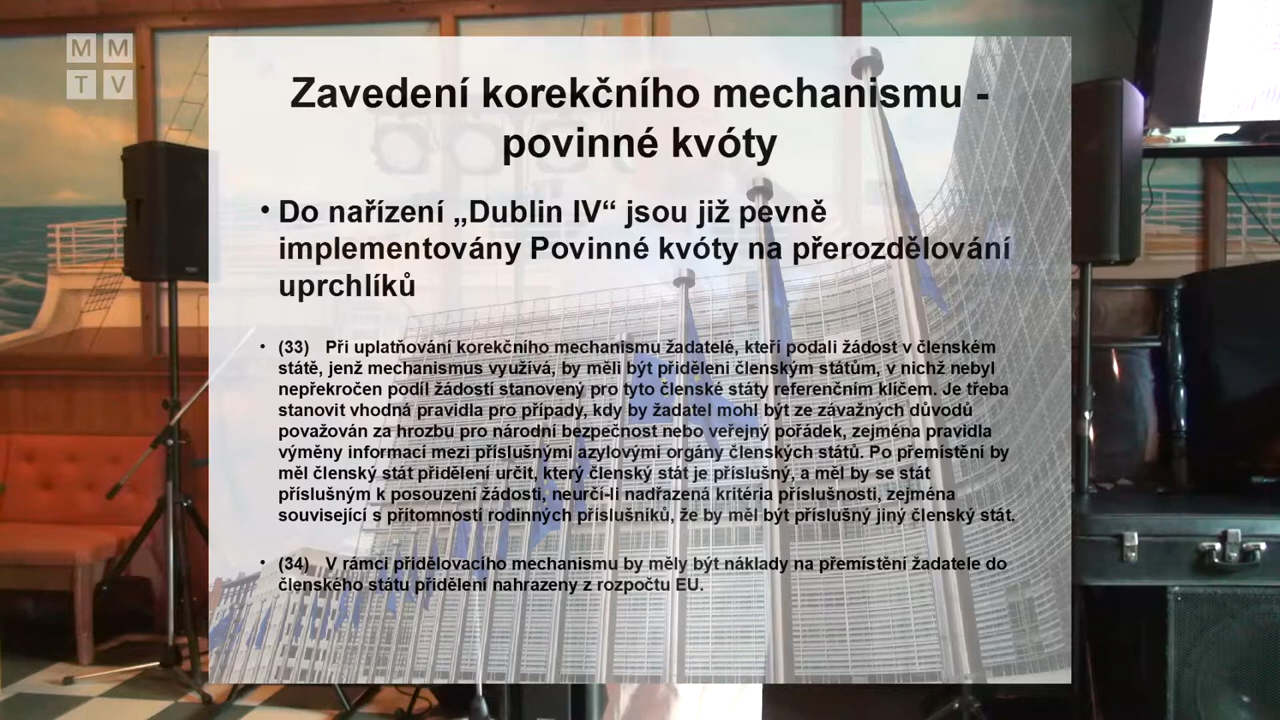 M M
T V
Zavedení korekčního mechanismu -
povinné kvóty
• Do nařízení „Dublin IV“ jsou již pevně
implementovány Povinné kvóty na přerozdělování
uprchlíků
• (33) Při uplatňování korekčního mechanismu žadatelé, kteří podali žádost v členském
státě, jenž mechanismus využívá, by měli být přiděleni členským státům, v nichž nebyl
nepřekročen podíl žádostí stanovený pro tyto členské státy referenčním klíčem. Je třeba
stanovit vhodná pravidla pro případy, kdy by žadatel mohl být ze závažných důvodů
považován za hrozbu pro národní bezpečnost nebo veřejný pořádek, zejména pravidla
výměny informací mezi příslušnými azylovými orgány členských států. Po přemístění by
měl členský stát přidělení určit, který členský stát je příslušný, a měl by se stát
příslušným k posouzení žádosti, neurčí-li nadřazená kritéria příslušnosti, zejména
související s přítomností rodinných příslušníků, že by měl být příslušný jiný členský stát.
• (34) V rámci přidělovacího mechanismu by měly být náklady na přemístění žadatele do
členského státu přidělení nahrazeny z rozpočtu EU.